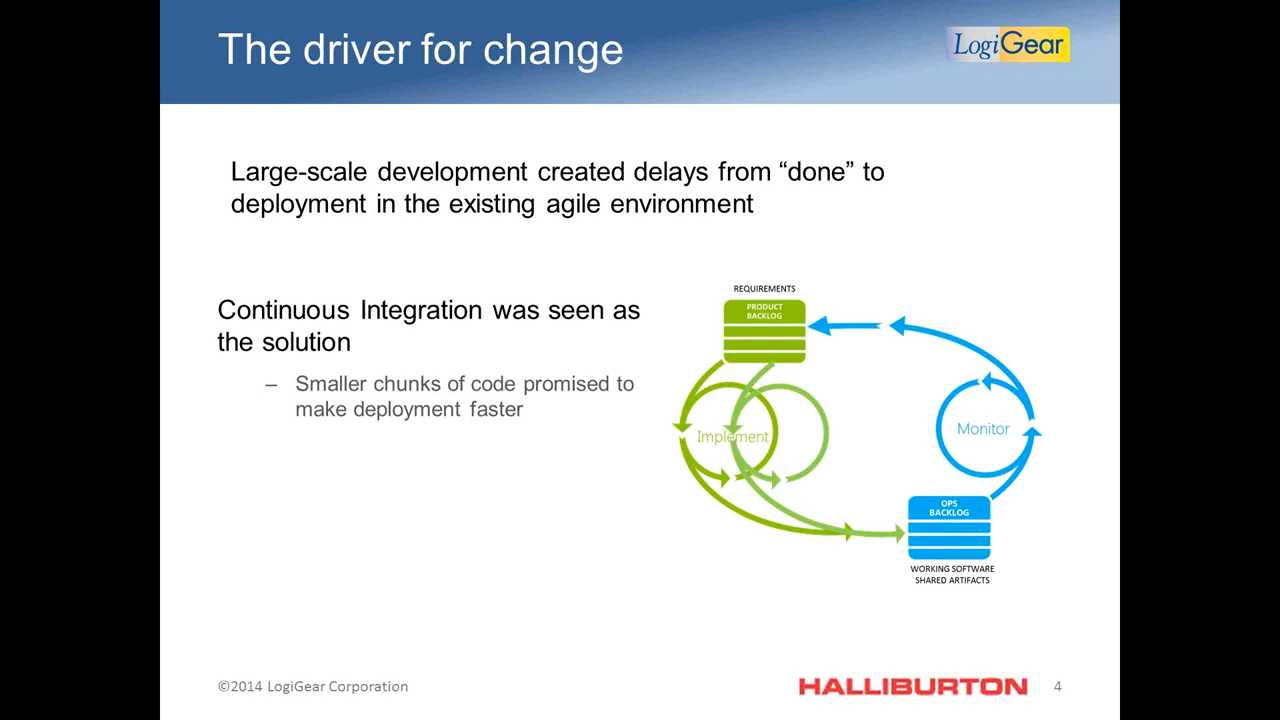 The driver for change
LogiGear
Large-scale development created delays from “done” to
deployment in the existing agile environment
Continuous Integration was seen as
the solution
– Smaller chunks of code promised to
make deployment faster
REQUIREMENTS
PRODUCT
BACKLOG
Implement
Monitor
OPS
BACKLOG
WORKING SOFTWARE
SHARED ARTIFACTS
©2014 LogiGear Corporation
HALLIBURTON
4